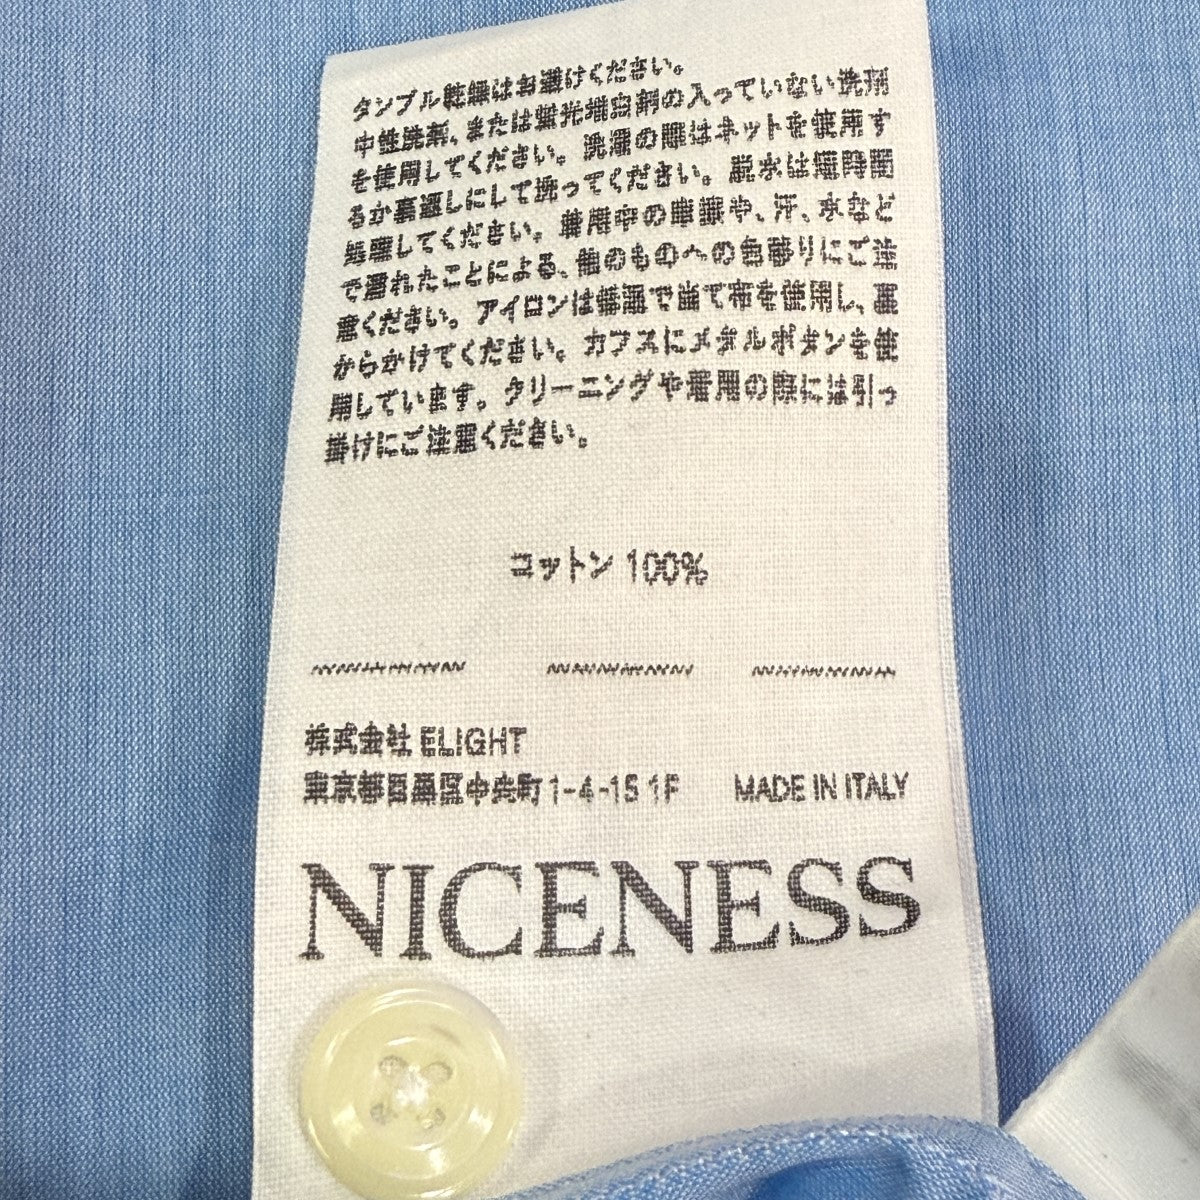 タンブル乾燥はお避けください。
中性洗剤、または蛍光増白剤の入っていない洗剤
を使用してください。洗濯の際はネットを使用す
るか裏返しにして洗ってください。脱水は短時間
処理してください。着用中の摩擦や、汗、水など
で濡れたことによる、他のものへの色移りにご注
意ください。アイロンは低温で当て布を使用し、裏
からかけてください。カフスにメタルボタンを使
用しています。クリーニングや着用の際には引っ
掛けにご注意ください。
コットン 100%
株式会社 ELIGHT
東京都目黒区中央町 1-4-15 1F MADE IN ITALY
NICENESS